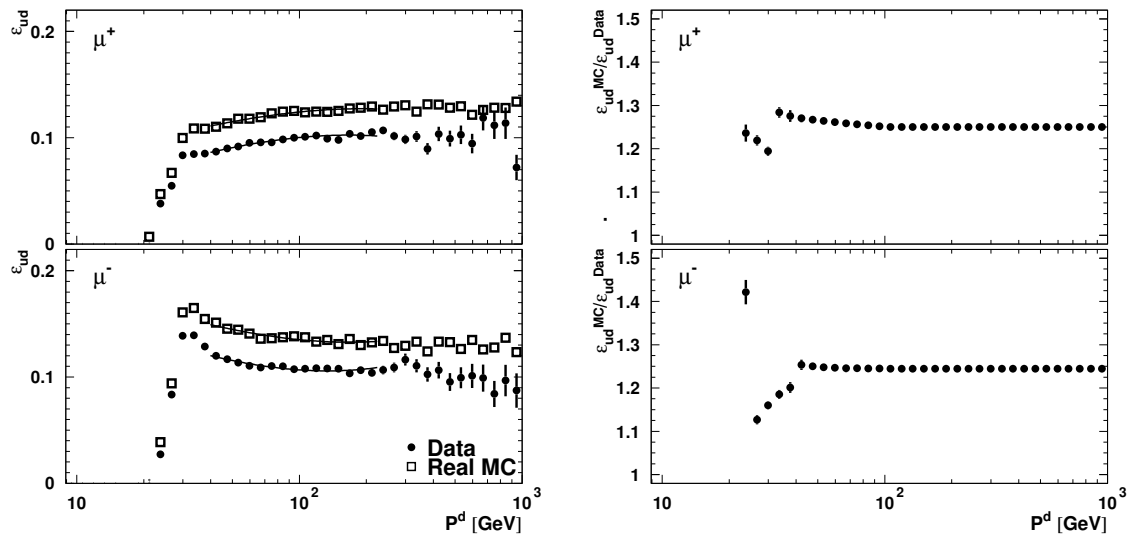 ε_ud
0.2
0.1
0
μ⁺
ε_ud
0.2
0.1
0
μ⁻
Data
Real MC
10
10²
10³
P^d [GeV]
ε_ud^MC/ε_ud^Data
1.5
1.4
1.3
1.2
1.1
1
μ⁺
ε_ud^MC/ε_ud^Data
1.5
1.4
1.3
1.2
1.1
1
μ⁻
10
10²
10³
P^d [GeV]